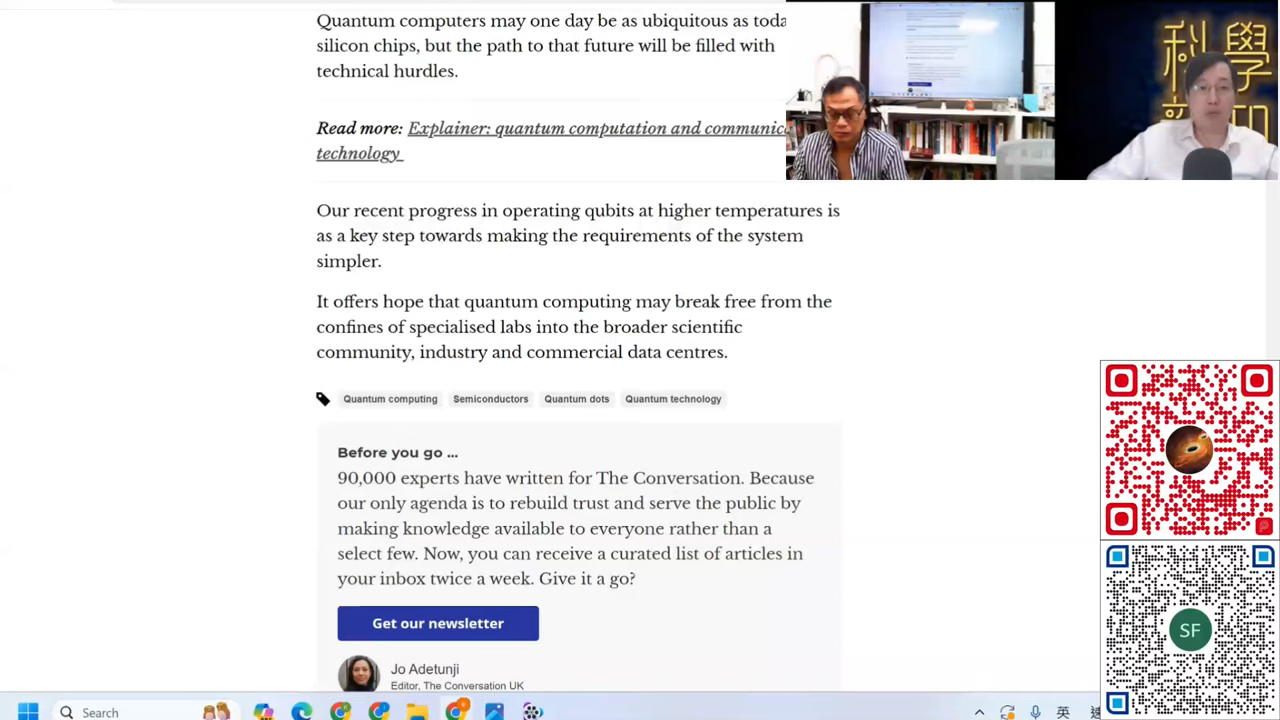 Quantum computers may one day be as ubiquitous as toda
silicon chips, but the path to that future will be filled with
technical hurdles.
Read more: Explainer: quantum computation and communic
technology
Our recent progress in operating qubits at higher temperatures is
as a key step towards making the requirements of the system
simpler.
It offers hope that quantum computing may break free from the
confines of specialised labs into the broader scientific
community, industry and commercial data centres.
Quantum computing Semiconductors Quantum dots Quantum technology
Before you go ...
90,000 experts have written for The Conversation. Because
our only agenda is to rebuild trust and serve the public by
making knowledge available to everyone rather than a
select few. Now, you can receive a curated list of articles in
your inbox twice a week. Give it a go?
Get our newsletter
Jo Adetunji
Editor, The Conversation UK
科學
SF
Search
英